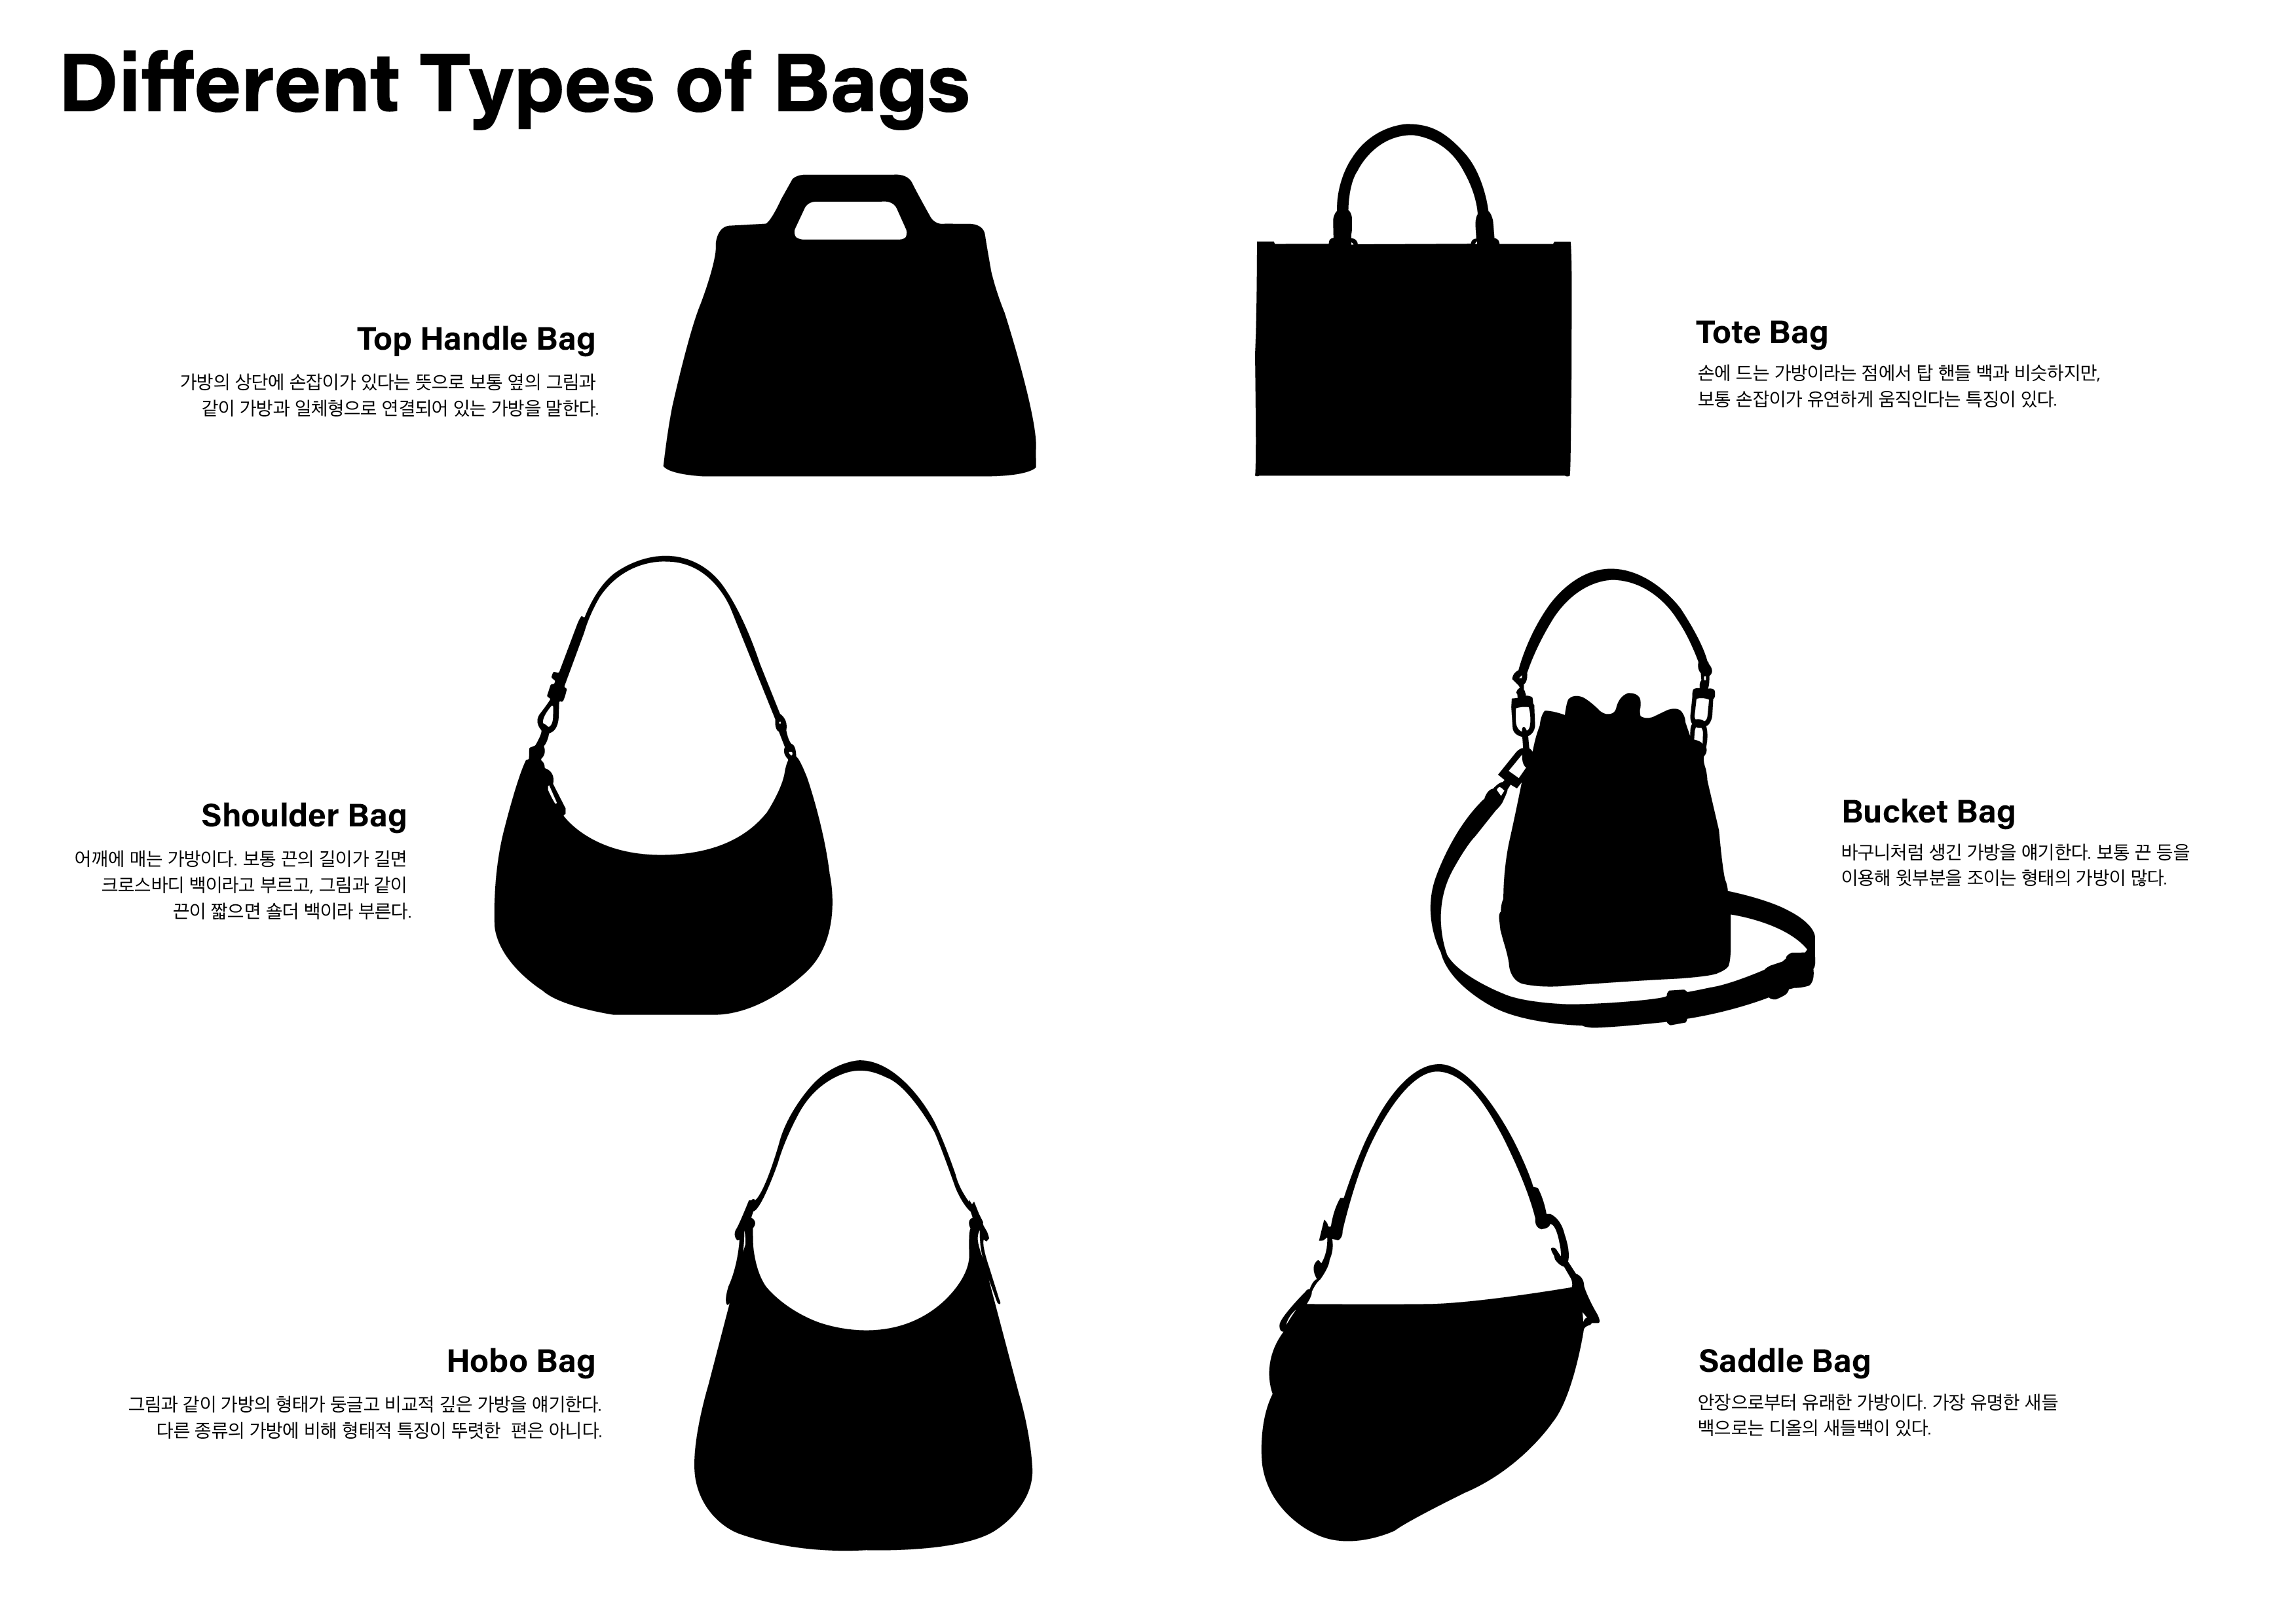 Different Types of Bags
Top Handle Bag
가방의 상단에 손잡이가 있다는 뜻으로 보통 옆의 그림과
같이 가방과 일체형으로 연결되어 있는 가방을 말한다.
Tote Bag
손에 드는 가방이라는 점에서 탑 핸들 백과 비슷하지만,
보통 손잡이가 유연하게 움직인다는 특징이 있다.
Shoulder Bag
어깨에 매는 가방이다. 보통 끈의 길이가 길면
크로스바디 백이라고 부르고, 그림과 같이
끈이 짧으면 숄더 백이라 부른다.
Bucket Bag
바구니처럼 생긴 가방을 얘기한다. 보통 끈 등을
이용해 윗부분을 조이는 형태의 가방이 많다.
Hobo Bag
그림과 같이 가방의 형태가 둥글고 비교적 깊은 가방을 얘기한다.
다른 종류의 가방에 비해 형태적 특징이 뚜렷한 편은 아니다.
Saddle Bag
안장으로부터 유래한 가방이다. 가장 유명한 새들
백으로는 디올의 새들백이 있다.